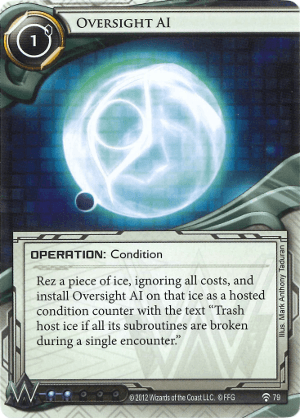 OVERSIGHT AI
1
OPERATION: Condition
Rez a piece of ice, ignoring all costs, and
install Oversight AI on that ice as a hosted
condition counter with the text “Trash
host ice if all its subroutines are broken
during a single encounter.”
Illus. Mark Anthony Taduran
© 2012 Wizards of the Coast LLC. © FFG
79